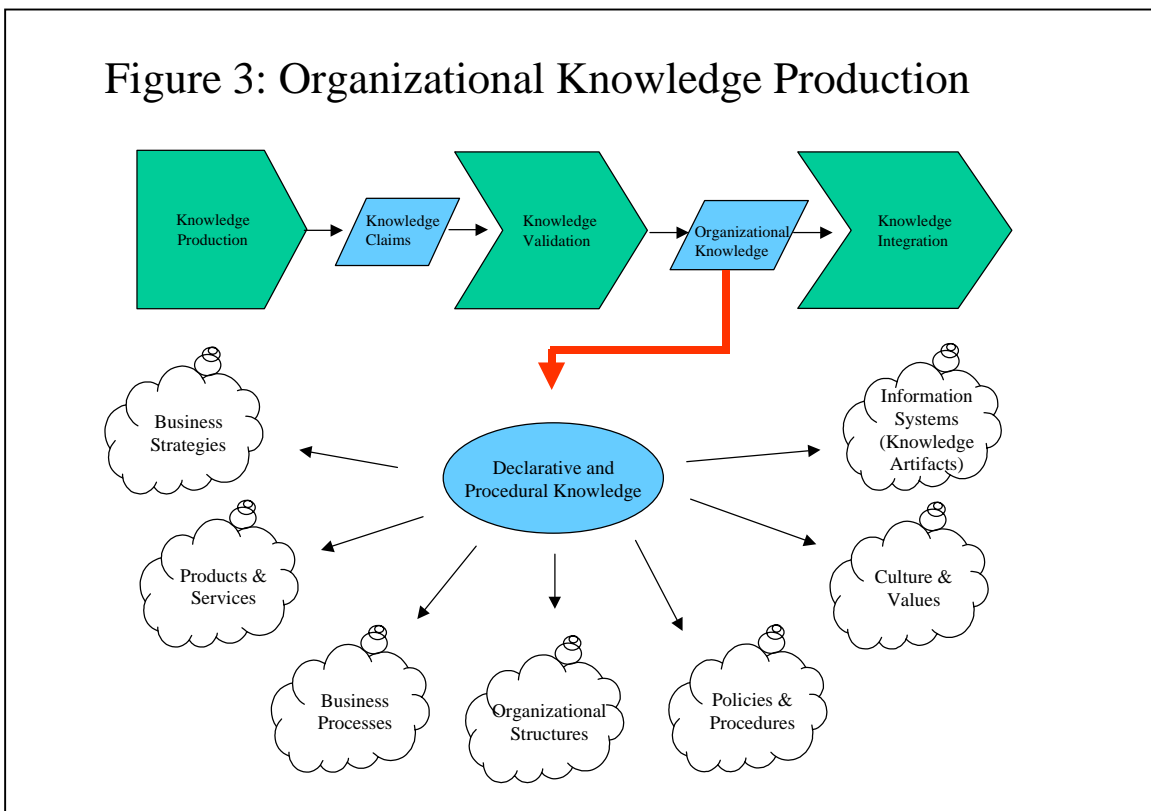 Figure 3: Organizational Knowledge Production
Knowledge
Production
Knowledge
Claims
Knowledge
Validation
Organizational
Knowledge
Knowledge
Integration
Business
Strategies
Information
Systems
(Knowledge
Artifacts)
Declarative and
Procedural Knowledge
Products &
Services
Culture &
Values
Business
Processes
Organizational
Structures
Policies &
Procedures